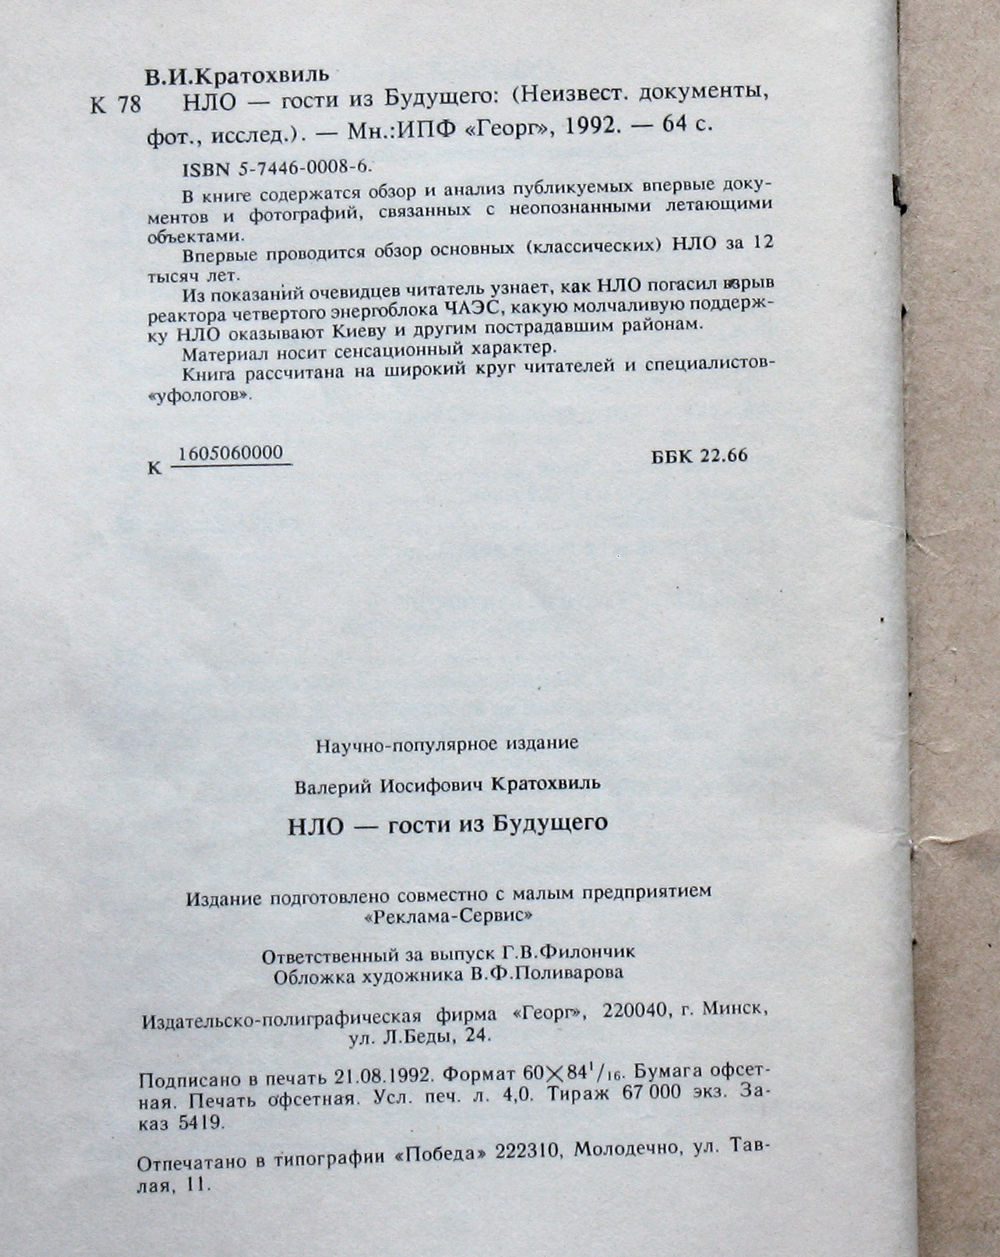 В.И.Кратохвиль
К 78 НЛО — гости из Будущего: (Неизвест. документы,
фот., исслед.). — Мн.:ИПФ «Георг», 1992. — 64 с.
ISBN 5-7446-0008-6.
В книге содержатся обзор и анализ публикуемых впервые доку-
ментов и фотографий, связанных с неопознанными летающими
объектами.
Впервые проводится обзор основных (классических) НЛО за 12
тысяч лет.
Из показаний очевидцев читатель узнает, как НЛО погасил взрыв
реактора четвертого энергоблока ЧАЭС, какую молчаливую поддерж-
ку НЛО оказывают Киеву и другим пострадавшим районам.
Материал носит сенсационный характер.
Книга рассчитана на широкий круг читателей и специалистов-
«уфологов».
К 1605060000
ББК 22.66
Научно-популярное издание
Валерий Иосифович Кратохвиль
НЛО — гости из Будущего
Издание подготовлено совместно с малым предприятием
«Реклама-Сервис»
Ответственный за выпуск Г.В.Филончик
Обложка художника В.Ф.Поливарова
Издательско-полиграфическая фирма «Георг», 220040, г. Минск,
ул. Л.Беды, 24.
Подписано в печать 21.08.1992. Формат 60×84¹/₁₆. Бумага офсет-
ная. Печать офсетная. Усл. печ. л. 4,0. Тираж 67 000 экз. За-
каз 5419.
Отпечатано в типографии «Победа» 222310, Молодечно, ул. Тав-
лая, 11.